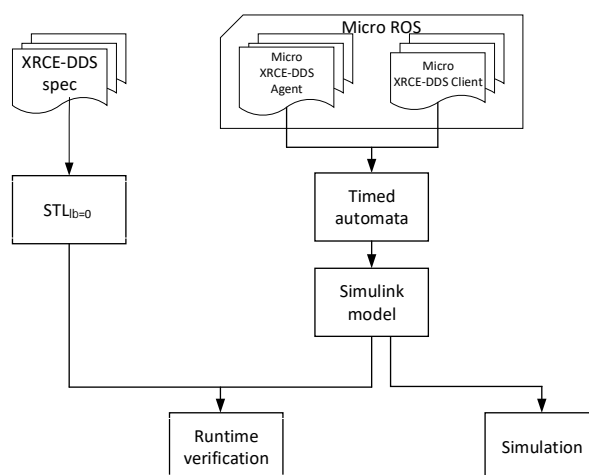 Micro ROS
XRCE-DDS
spec
Micro
XRCE-DDS
Agent
Micro
XRCE-DDS Client
STLlb=0
Timed
automata
Simulink
model
Runtime
verification
Simulation